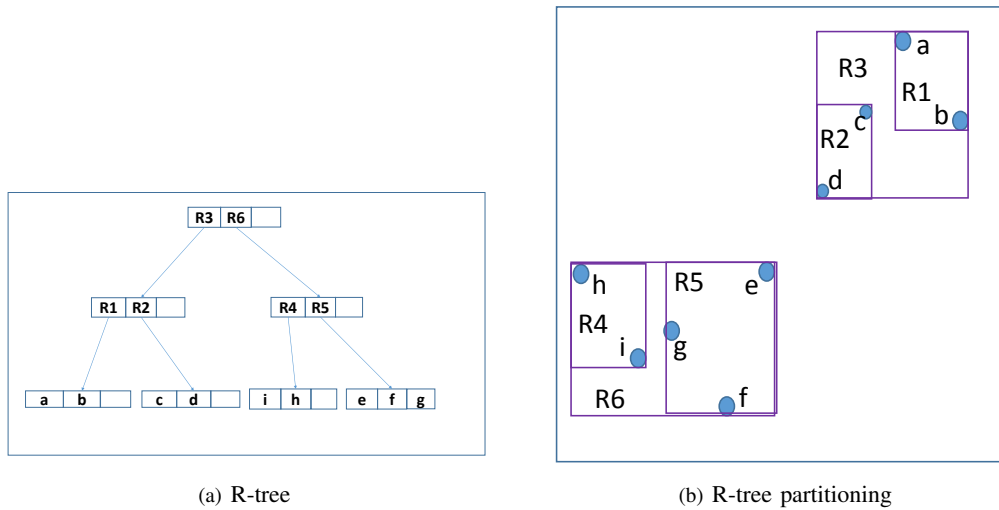 R3 R6
R1 R2
R4 R5
a b
c d
i h
e f g
(a) R-tree
a
R3
R1
b
c
R2
d
h
R5
e
R4
i
g
R6
f
(b) R-tree partitioning